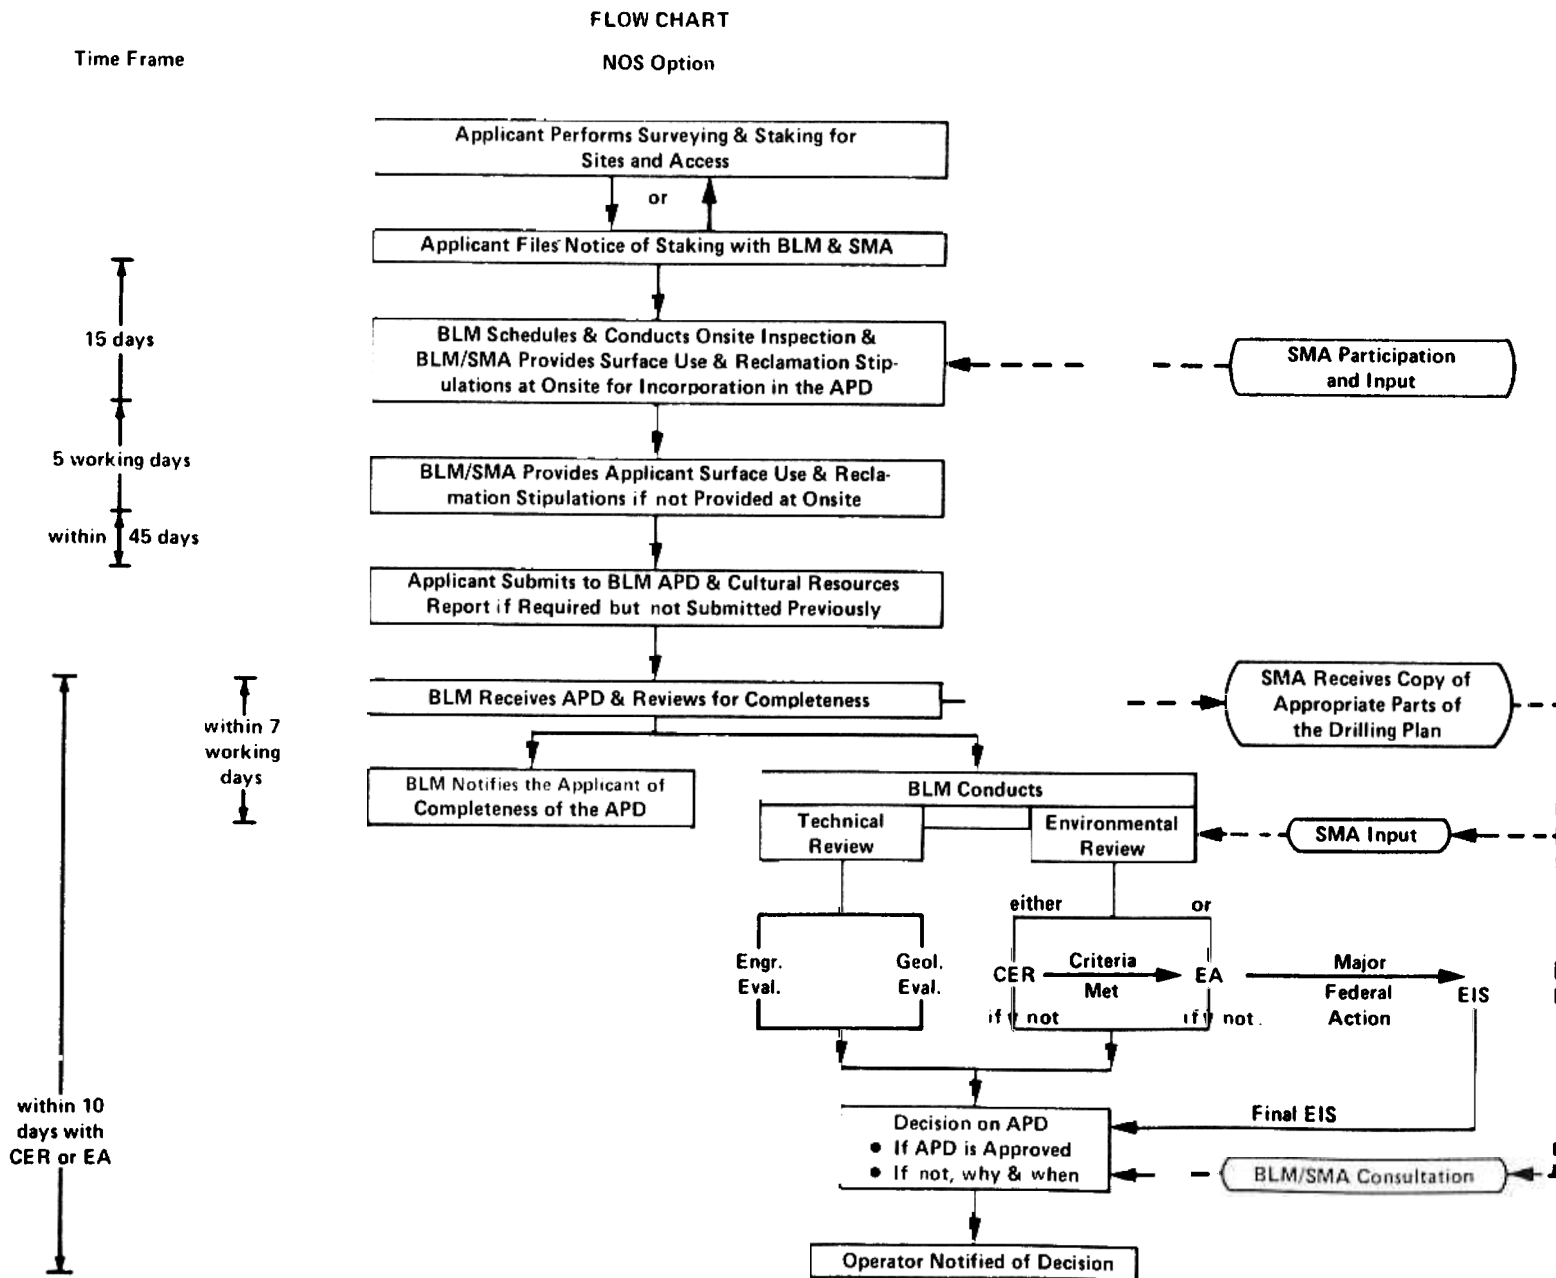 FLOW CHART
Time Frame
NOS Option
Applicant Performs Surveying & Staking for
Sites and Access
or
Applicant Files Notice of Staking with BLM & SMA
15 days
BLM Schedules & Conducts Onsite Inspection &
BLM/SMA Provides Surface Use & Reclamation Stip-
ulations at Onsite for Incorporation in the APD
SMA Participation
and Input
5 working days
BLM/SMA Provides Applicant Surface Use & Recla-
mation Stipulations if not Provided at Onsite
within 45 days
Applicant Submits to BLM APD & Cultural Resources
Report if Required but not Submitted Previously
BLM Receives APD & Reviews for Completeness
SMA Receives Copy of
Appropriate Parts of
the Drilling Plan
within 7
working
days
BLM Notifies the Applicant of
Completeness of the APD
BLM Conducts
Technical
Review
Environmental
Review
SMA Input
either or
Engr.
Eval.
Geol.
Eval.
CER
Criteria
Met
EA
Major
Federal
Action
EIS
if not
if not.
within 10
days with
CER or EA
Decision on APD
• If APD is Approved
• If not, why & when
Final EIS
BLM/SMA Consultation
Operator Notified of Decision